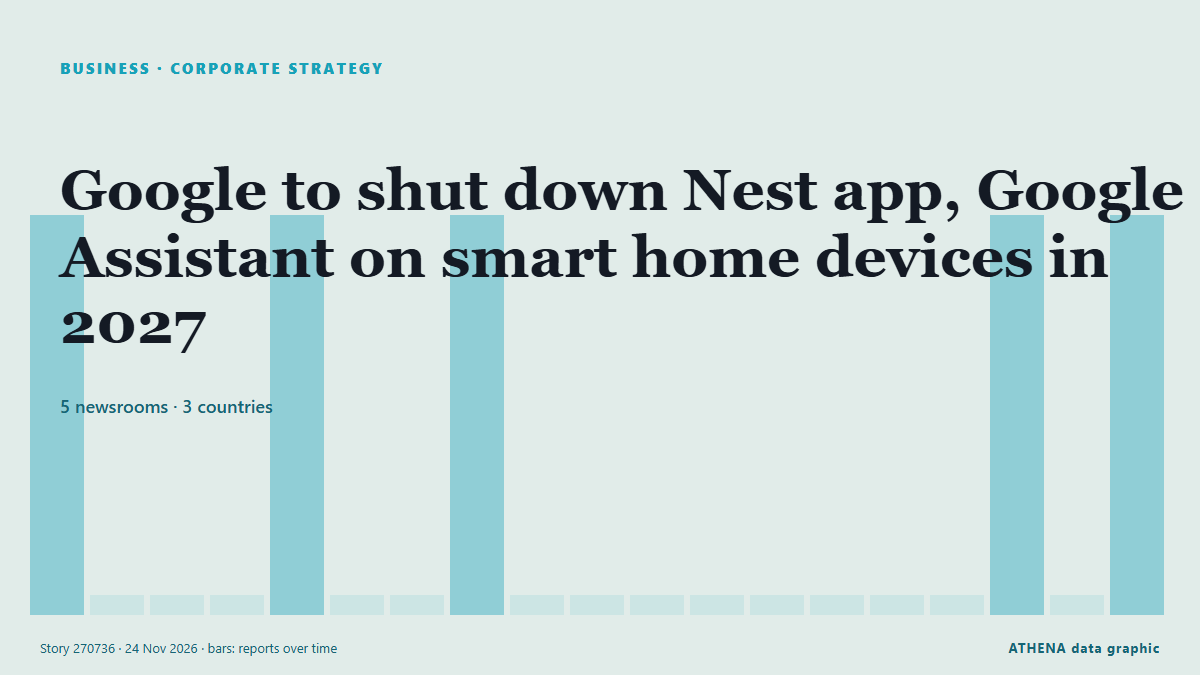 BUSINESS · CORPORATE STRATEGY
Google to shut down Nest app, Google
Assistant on smart home devices in
2027
5 newsrooms · 3 countries
Story 270736 · 24 Nov 2026 · bars: reports over time
ATHENA data graphic